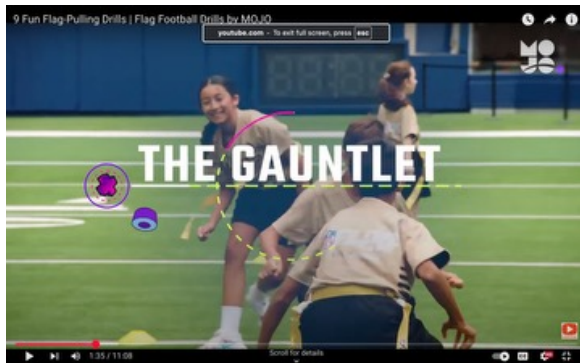 9 Fun Flag-Pulling Drills | Flag Football Drills by MOJO
youtube.com - To exit full screen, press esc
MOJO
THE GAUNTLET
1:35 / 11:08
Scroll for details